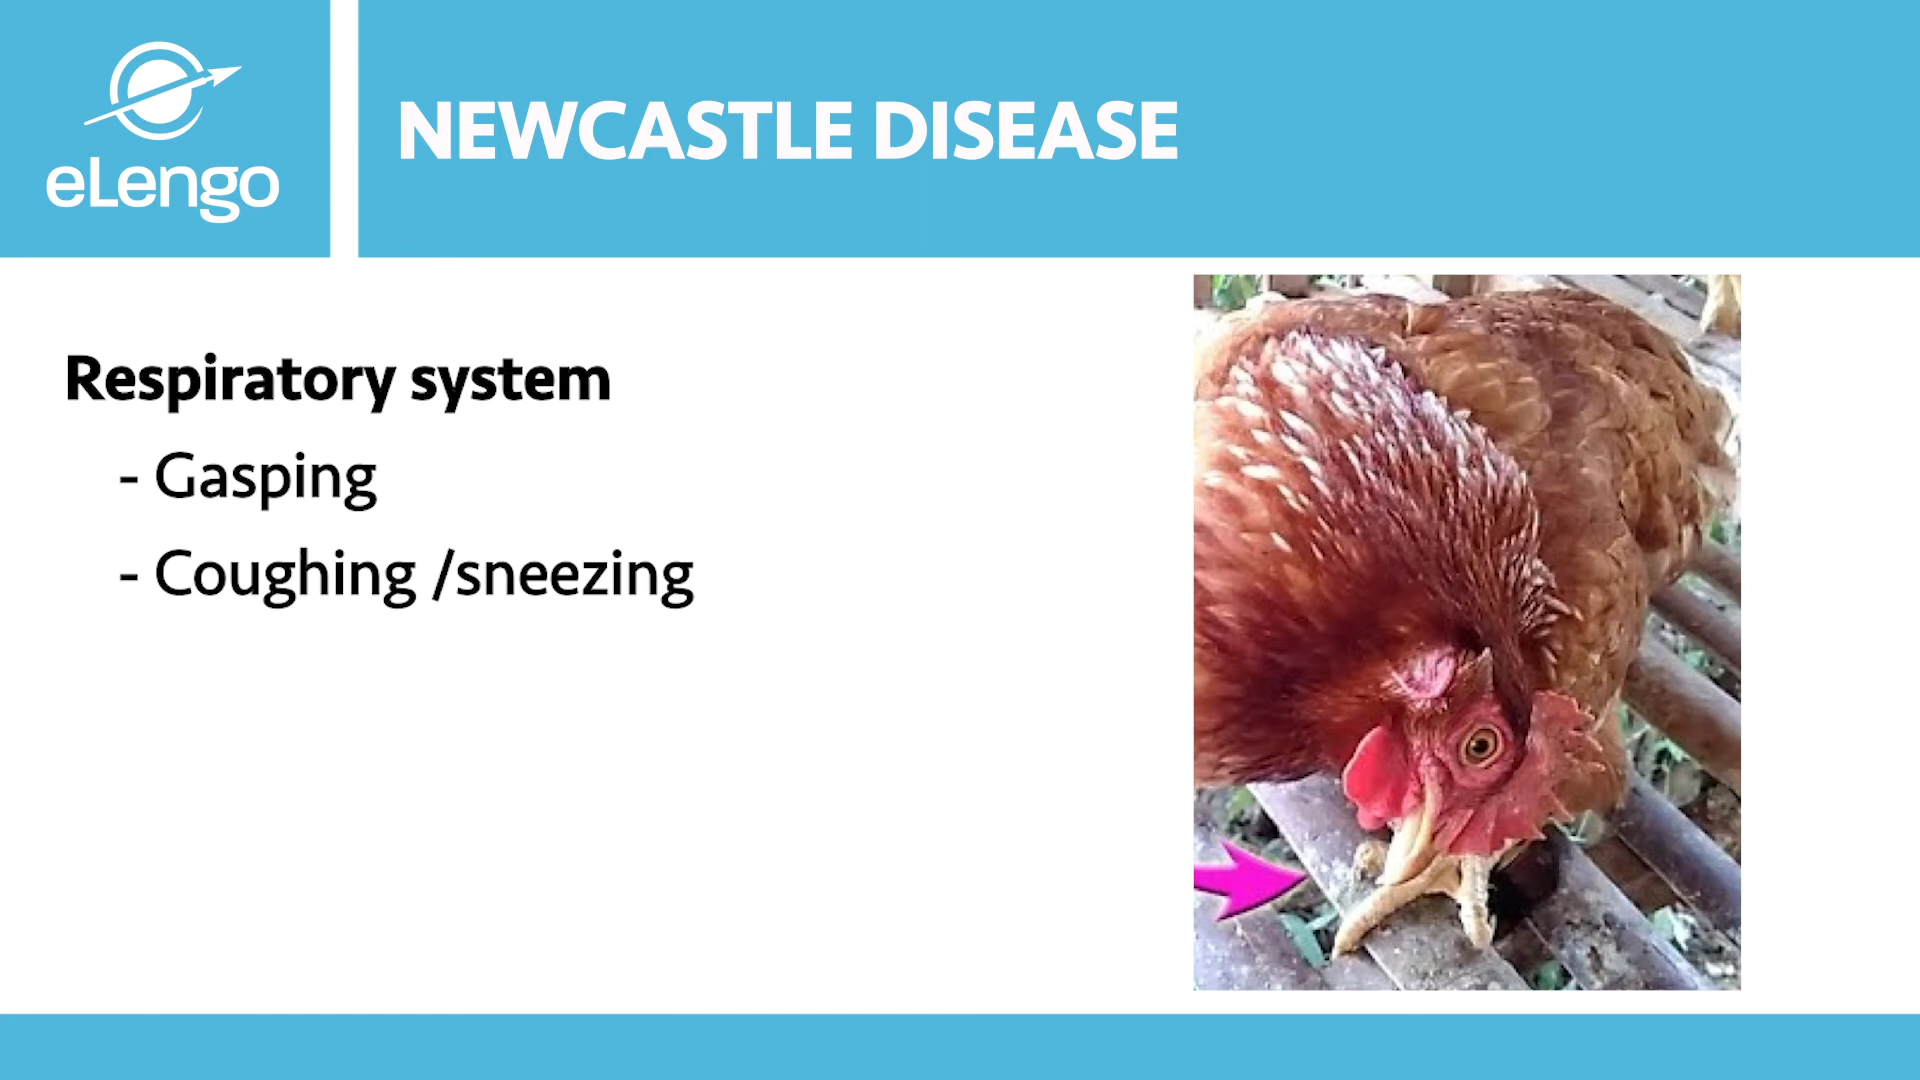 eLengo
NEWCASTLE DISEASE
Respiratory system
- Gasping
- Coughing /sneezing